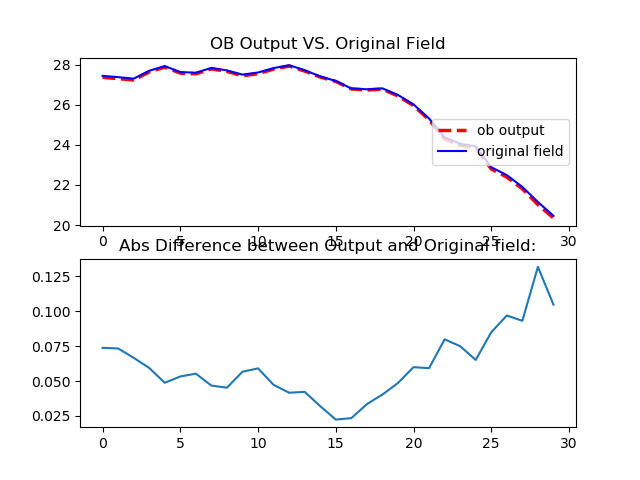 OB Output VS. Original Field
28
26
24
22
20
ob output
original field
0 5 10 15 20 25 30
Abs Difference between Output and Original field:
0.125
0.100
0.075
0.050
0.025
0 5 10 15 20 25 30